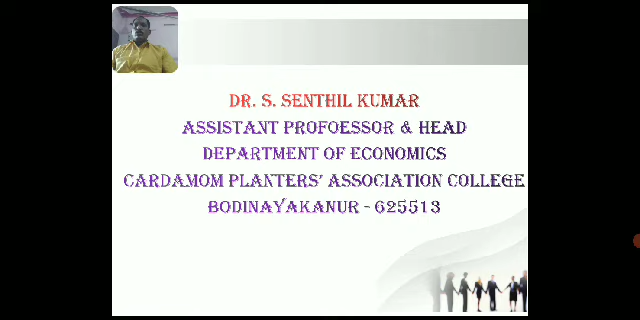 DR. S. SENTHIL KUMAR
ASSISTANT PROFOESSOR & HEAD
DEPARTMENT OF ECONOMICS
CARDAMOM PLANTERS' ASSOCIATION COLLEGE
BODINAYAKANUR - 625513